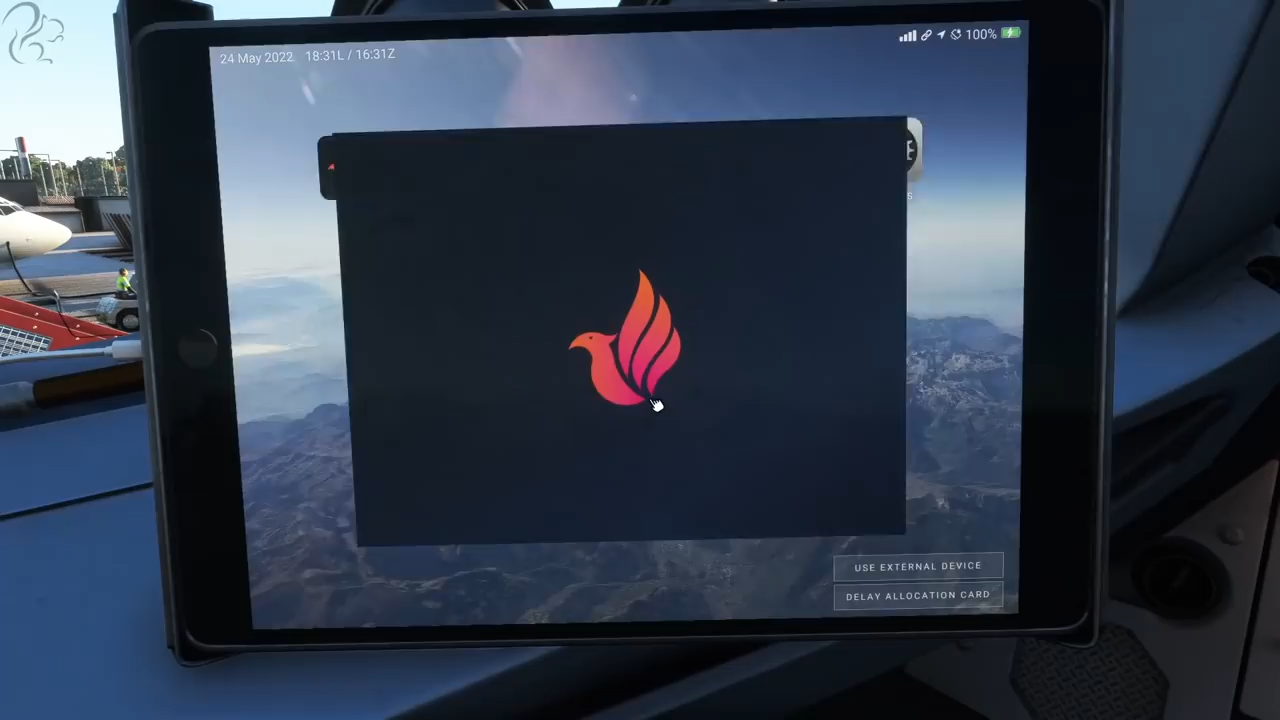 24 May 2022 18:31L / 16:31Z
100%
USE EXTERNAL DEVICE
DELAY ALLOCATION CARD